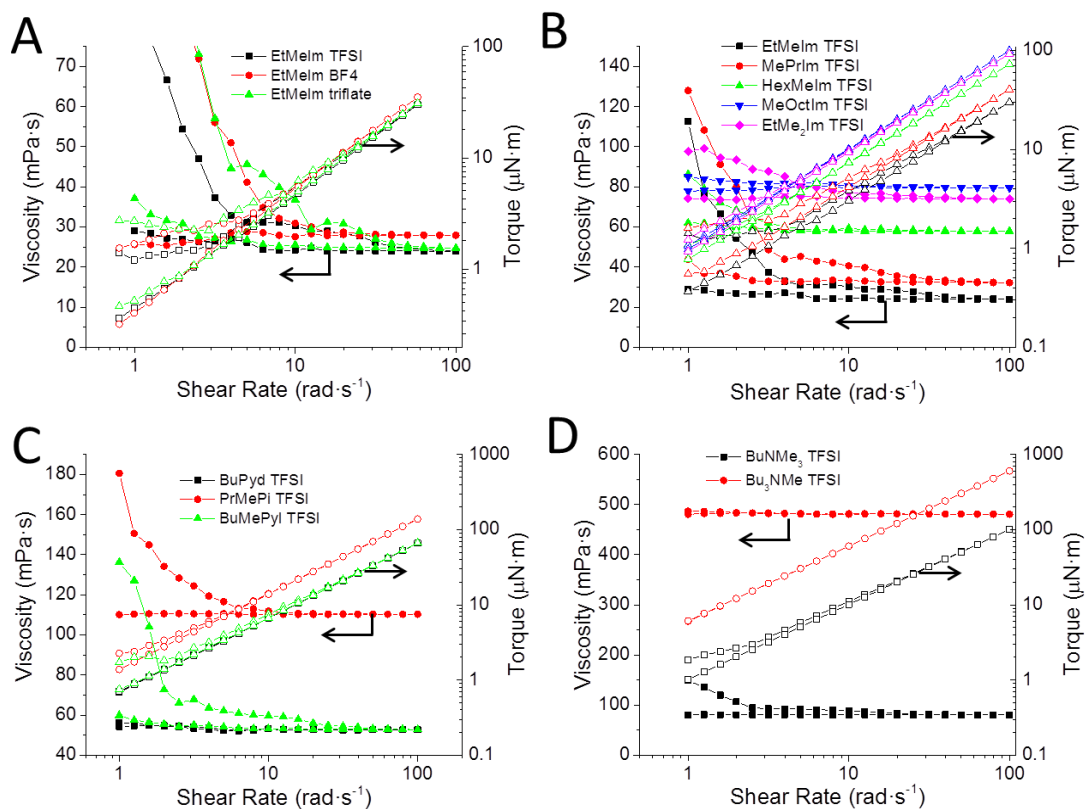 A
Viscosity (mPa·s)
70
60
50
40
30
20
10
0
EtMeIm TFSI
EtMeIm BF4
EtMeIm triflate
100
10
1
Torque (μN·m)
1
10
100
Shear Rate (rad·s⁻¹)
B
Viscosity (mPa·s)
140
120
100
80
60
40
20
0
EtMeIm TFSI
MePrIm TFSI
HexMeIm TFSI
MeOctIm TFSI
EtMe₂Im TFSI
100
10
1
0.1
Torque (μN·m)
1
10
100
Shear Rate (rad·s⁻¹)
C
Viscosity (mPa·s)
180
160
140
120
100
80
60
40
BuPyd TFSI
PrMePi TFSI
BuMePyl TFSI
1000
100
10
1
0.1
Torque (μN·m)
1
10
100
Shear Rate (rad·s⁻¹)
D
Viscosity (mPa·s)
600
500
400
300
200
100
0
BuNMe₃ TFSI
Bu₃NMe TFSI
1000
100
10
1
0.1
Torque (μN·m)
1
10
100
Shear Rate (rad·s⁻¹)